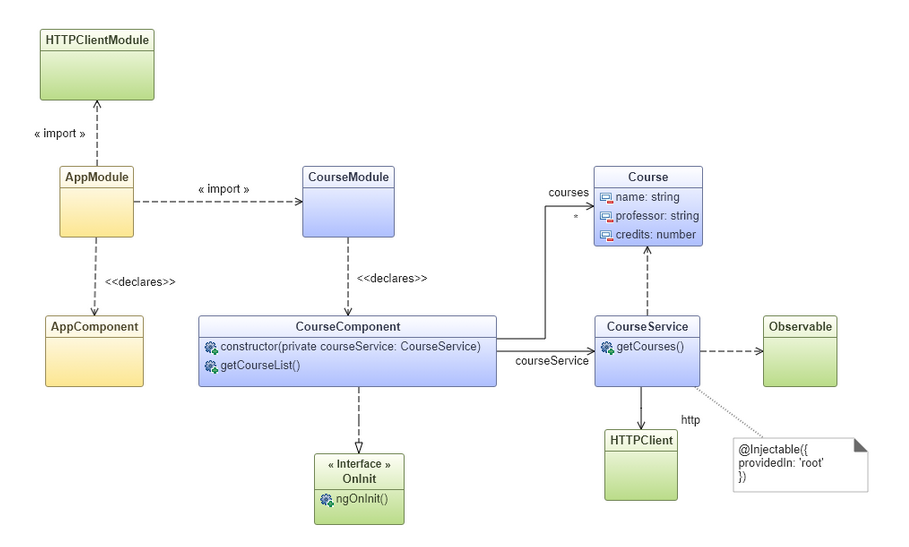 HTTPClientModule
« import »
AppModule
« import »
CourseModule
courses
*
Course
name: string
professor: string
credits: number
<<declares>>
<<declares>>
AppComponent
CourseComponent
constructor(private courseService: CourseService)
getCourseList()
courseService
CourseService
getCourses()
Observable
http
HTTPClient
@Injectable({
providedIn: 'root'
})
« Interface »
OnInit
ngOnInit()